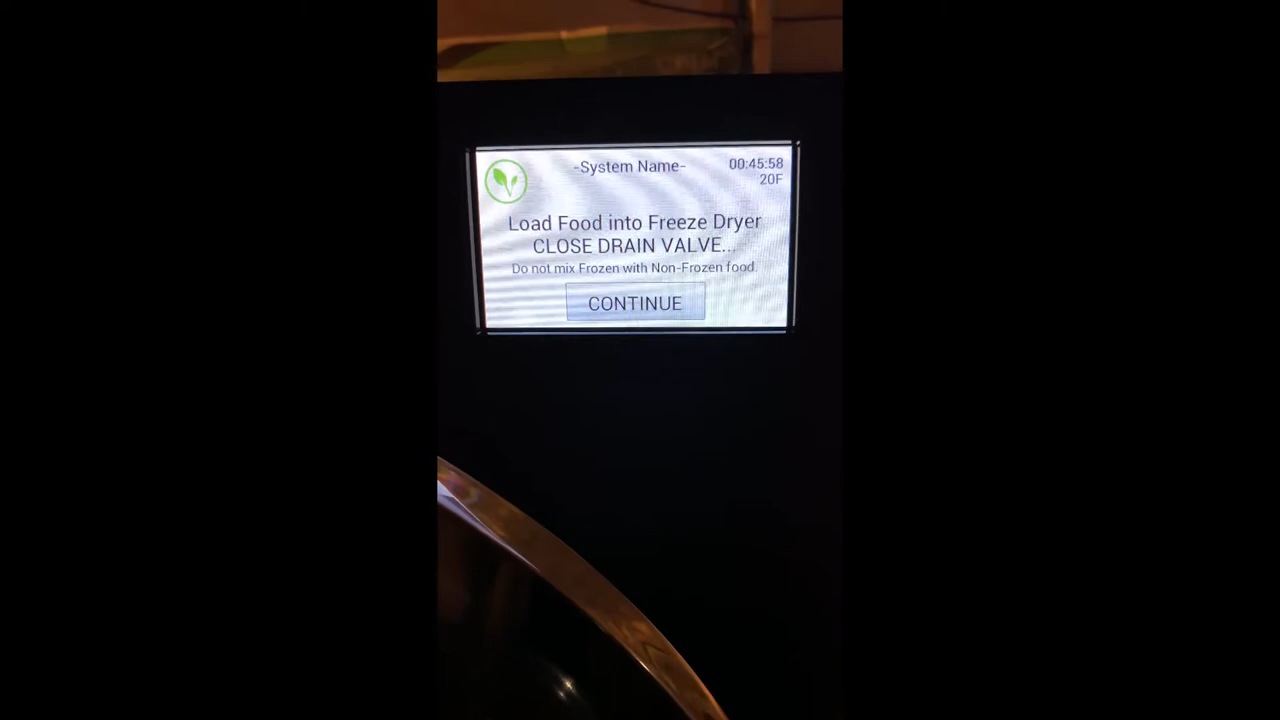 -System Name-
00:45:58
20F
Load Food into Freeze Dryer
CLOSE DRAIN VALVE...
Do not mix Frozen with Non-Frozen food.
CONTINUE